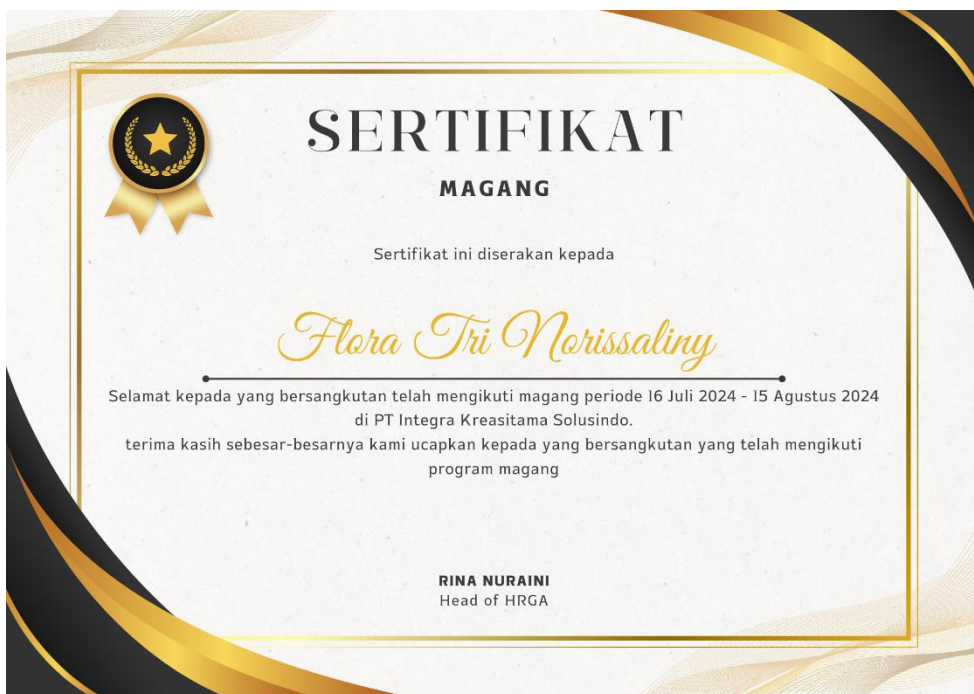 SERTIFIKAT
MAGANG
Sertifikat ini diserakan kepada
Flora Tri Norissaliny
Selamat kepada yang bersangkutan telah mengikuti magang periode 16 Juli 2024 - 15 Agustus 2024
di PT Integra Kreasitama Solusindo.
terima kasih sebesar-besarnya kami ucapkan kepada yang bersangkutan yang telah mengikuti
program magang
RINA NURAINI
Head of HRGA